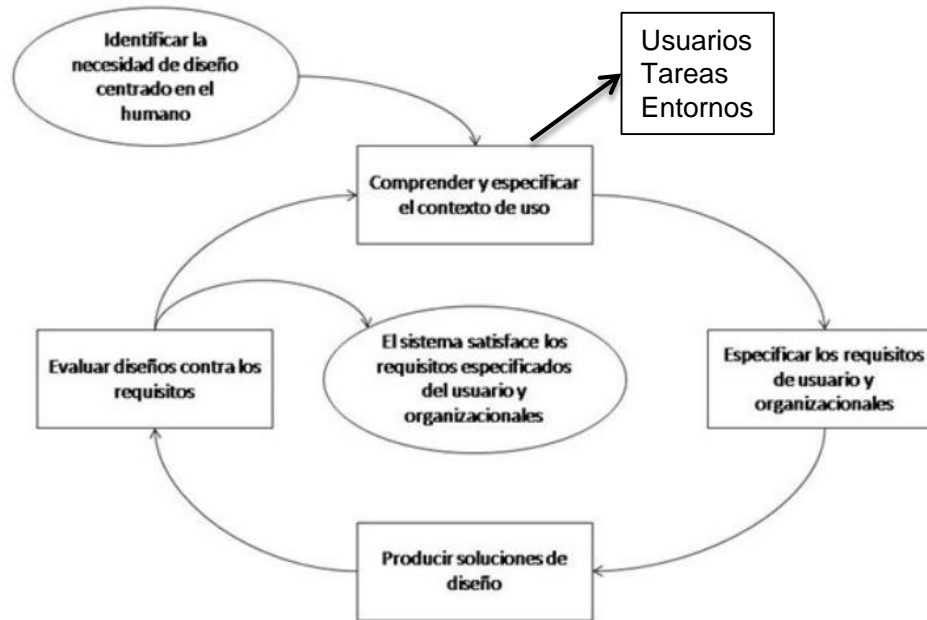 Identificar la
necesidad de diseño
centrado en el
humano
Usuarios
Tareas
Entornos
Comprender y especificar
el contexto de uso
Evaluar diseños contra los
requisitos
El sistema satisface los
requisitos especificados
del usuario y
organizacionales
Especificar los requisitos
de usuario y
organizacionales
Producir soluciones de
diseño